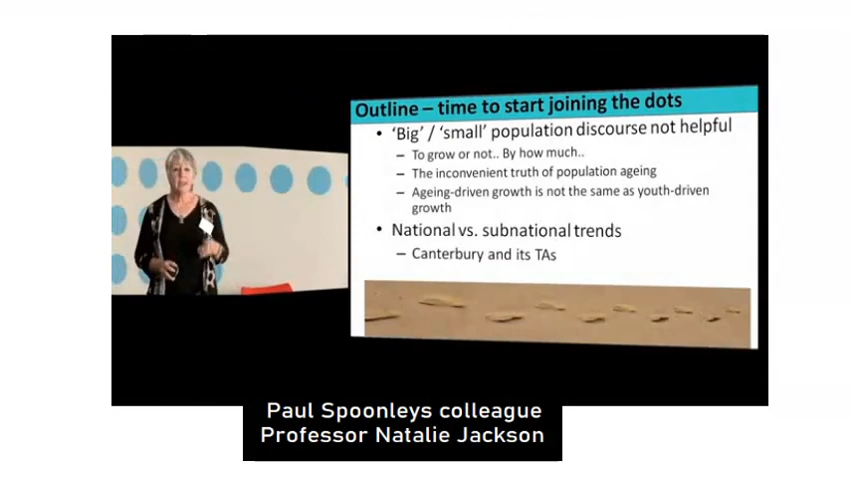 Outline – time to start joining the dots
• ‘Big’ / ‘small’ population discourse not helpful
– To grow or not.. By how much..
– The inconvenient truth of population ageing
– Ageing-driven growth is not the same as youth-driven
growth
• National vs. subnational trends
– Canterbury and its TAs
Paul Spoonleys colleague
Professor Natalie Jackson